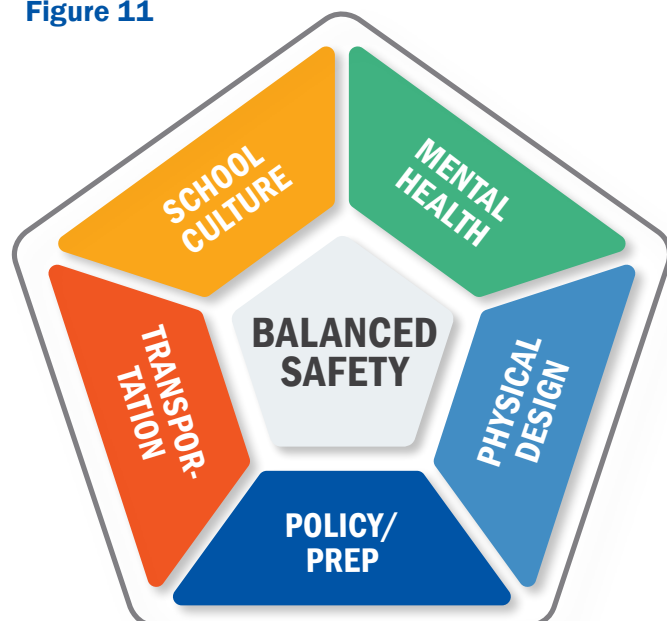 Figure 11
SCHOOL
CULTURE
MENTAL
HEALTH
BALANCED
SAFETY
TRANSPOR-
TATION
PHYSICAL
DESIGN
POLICY/
PREP